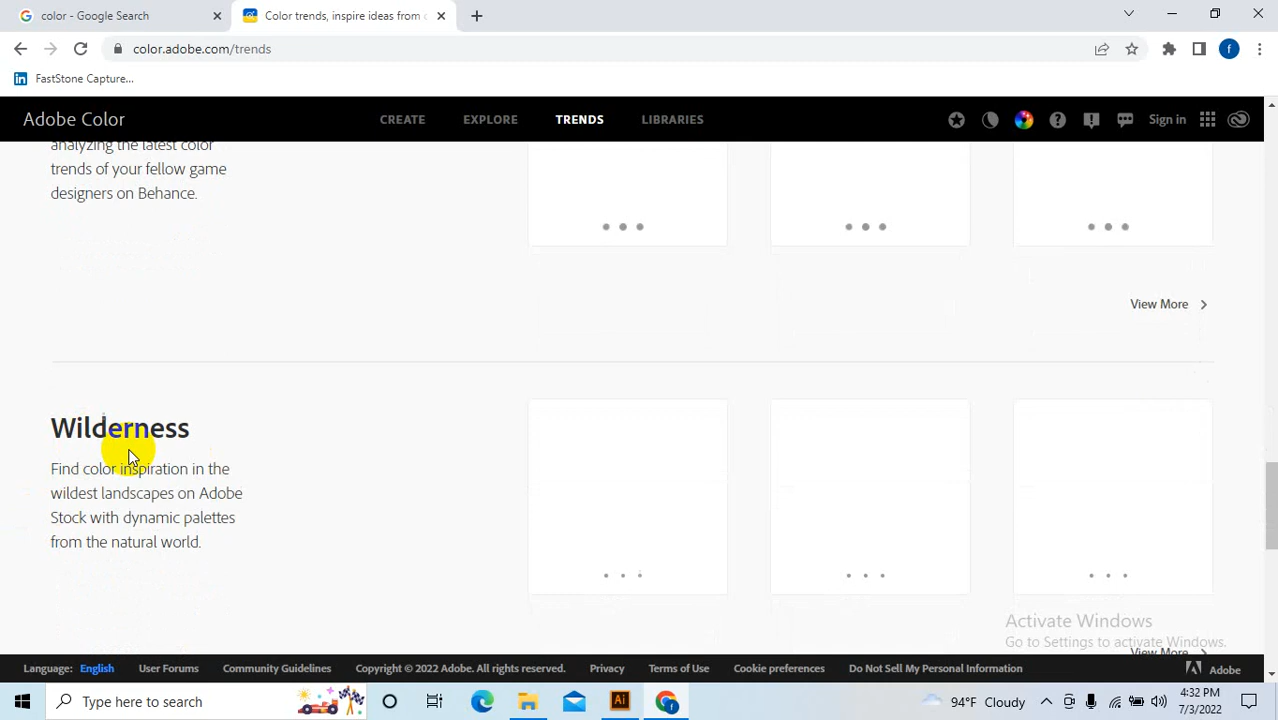 color - Google Search
Color trends, inspire ideas from
color.adobe.com/trends
f
FastStone Capture...
Adobe Color
CREATE
EXPLORE
TRENDS
LIBRARIES
Sign in
analyzing the latest color
trends of your fellow game
designers on Behance.
View More
Wilderness
Find color inspiration in the
wildest landscapes on Adobe
Stock with dynamic palettes
from the natural world.
Activate Windows
Go to Settings to activate Windows.
View More
Language: English
User Forums
Community Guidelines
Copyright © 2022 Adobe. All rights reserved.
Privacy
Terms of Use
Cookie preferences
Do Not Sell My Personal Information
Adobe
Type here to search
Ai
94°F Cloudy
4:32 PM
7/3/2022